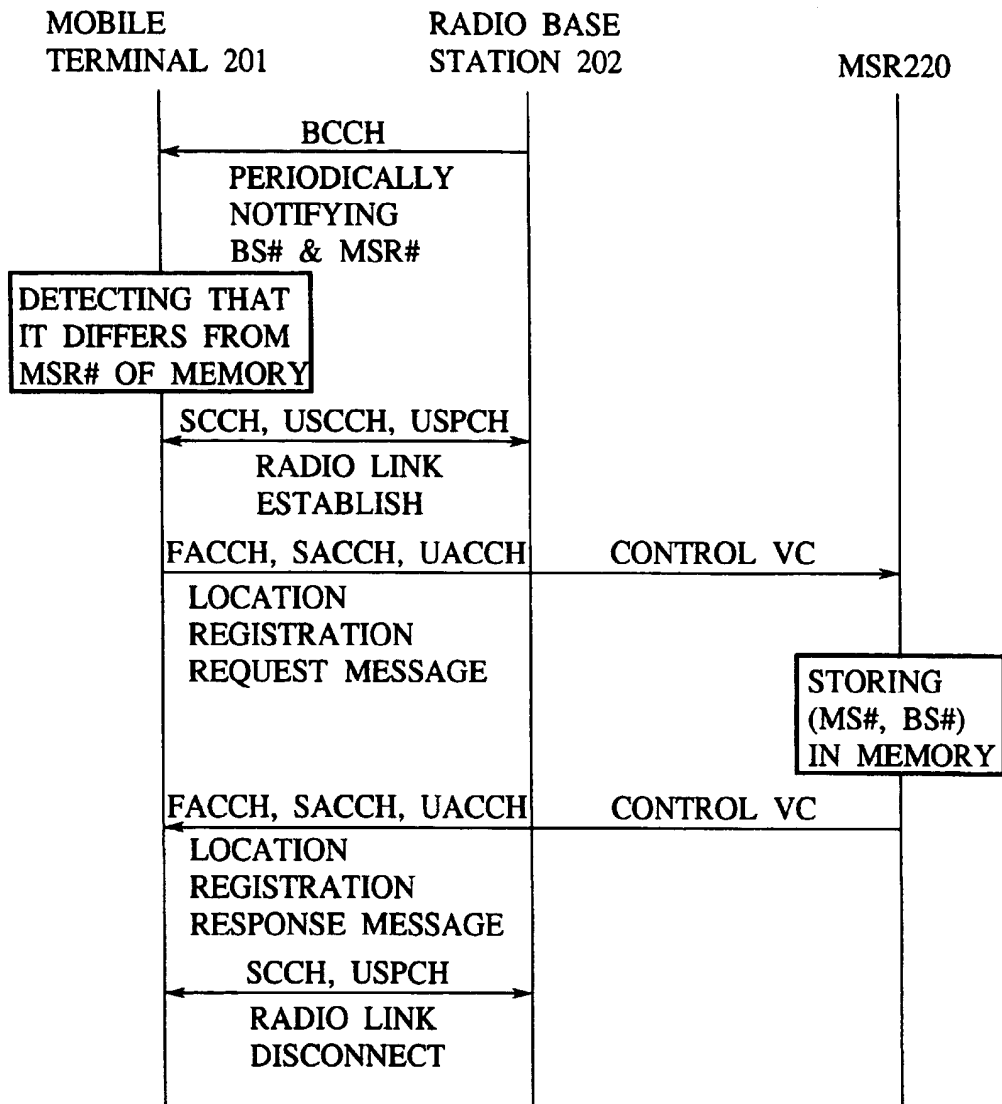 MOBILE
TERMINAL 201
RADIO BASE
STATION 202
MSR220
BCCH
PERIODICALLY
NOTIFYING
BS# & MSR#
DETECTING THAT
IT DIFFERS FROM
MSR# OF MEMORY
SCCH, USCCH, USPCH
RADIO LINK
ESTABLISH
FACCH, SACCH, UACCH
CONTROL VC
LOCATION
REGISTRATION
REQUEST MESSAGE
STORING
(MS#, BS#)
IN MEMORY
FACCH, SACCH, UACCH
CONTROL VC
LOCATION
REGISTRATION
RESPONSE MESSAGE
SCCH, USPCH
RADIO LINK
DISCONNECT